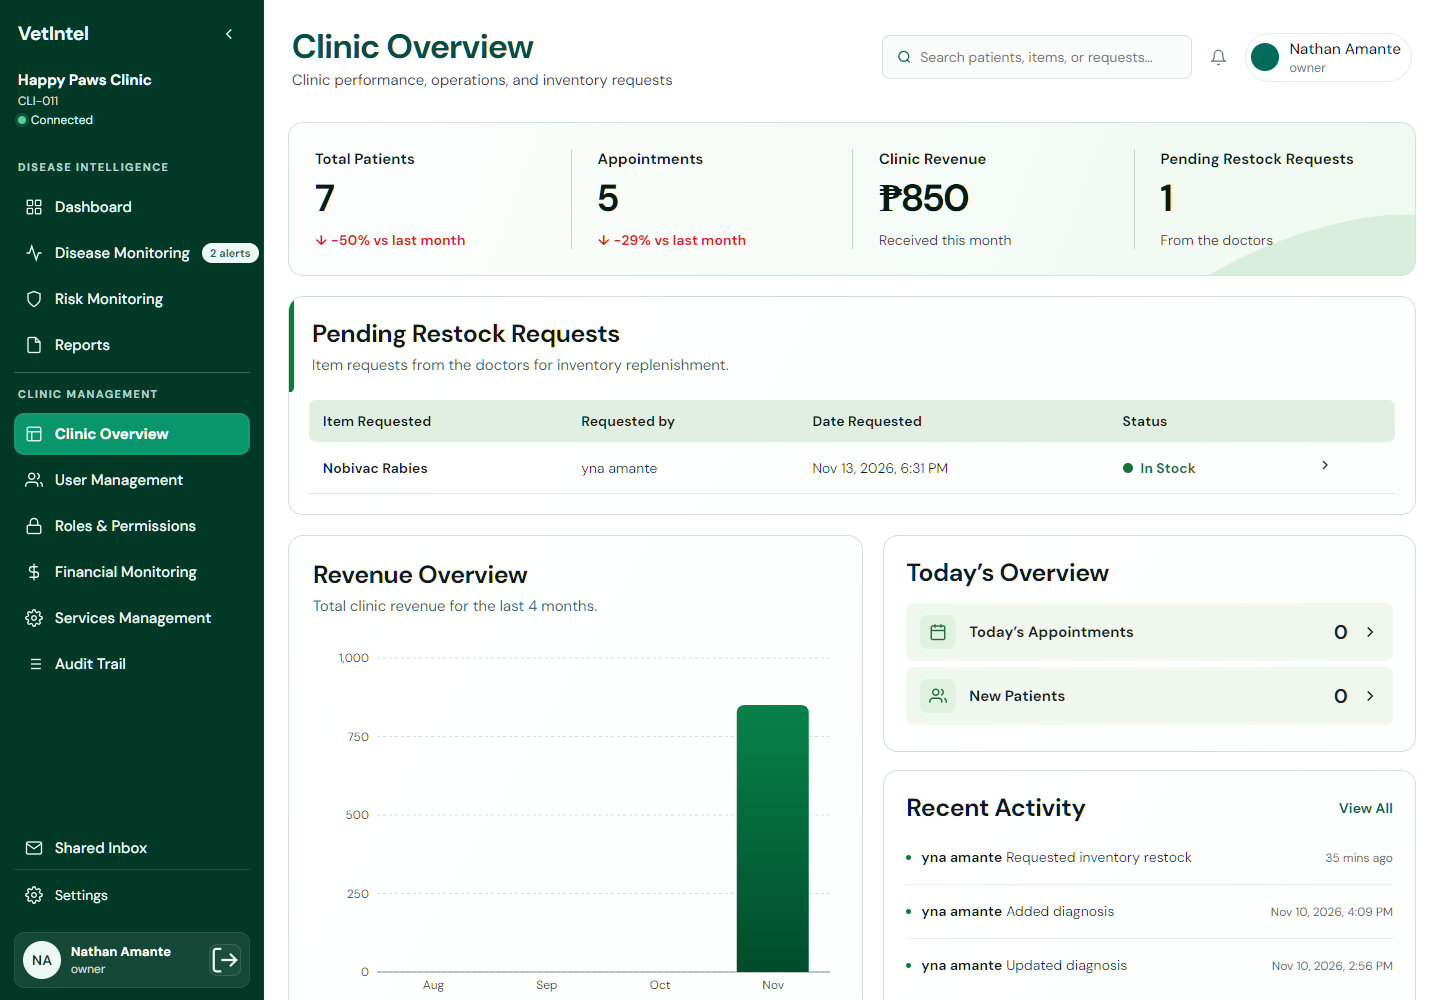 VetIntel
Happy Paws Clinic
CLI-011
Connected
DISEASE INTELLIGENCE
Dashboard
Disease Monitoring 2 alerts
Risk Monitoring
Reports
CLINIC MANAGEMENT
Clinic Overview
User Management
Roles & Permissions
Financial Monitoring
Services Management
Audit Trail
Shared Inbox
Settings
NA Nathan Amante
owner
Clinic Overview
Clinic performance, operations, and inventory requests
Search patients, items, or requests...
Nathan Amante
owner
Total Patients
7
↓ -50% vs last month
Appointments
5
↓ -29% vs last month
Clinic Revenue
₱850
Received this month
Pending Restock Requests
1
From the doctors
Pending Restock Requests
Item requests from the doctors for inventory replenishment.
Item Requested Requested by Date Requested Status
Nobivac Rabies yna amante Nov 13, 2026, 6:31 PM In Stock
Revenue Overview
Total clinic revenue for the last 4 months.
1,000
750
500
250
0
Aug Sep Oct Nov
Today's Overview
Today's Appointments 0
New Patients 0
Recent Activity View All
yna amante Requested inventory restock 35 mins ago
yna amante Added diagnosis Nov 10, 2026, 4:09 PM
yna amante Updated diagnosis Nov 10, 2026, 2:56 PM